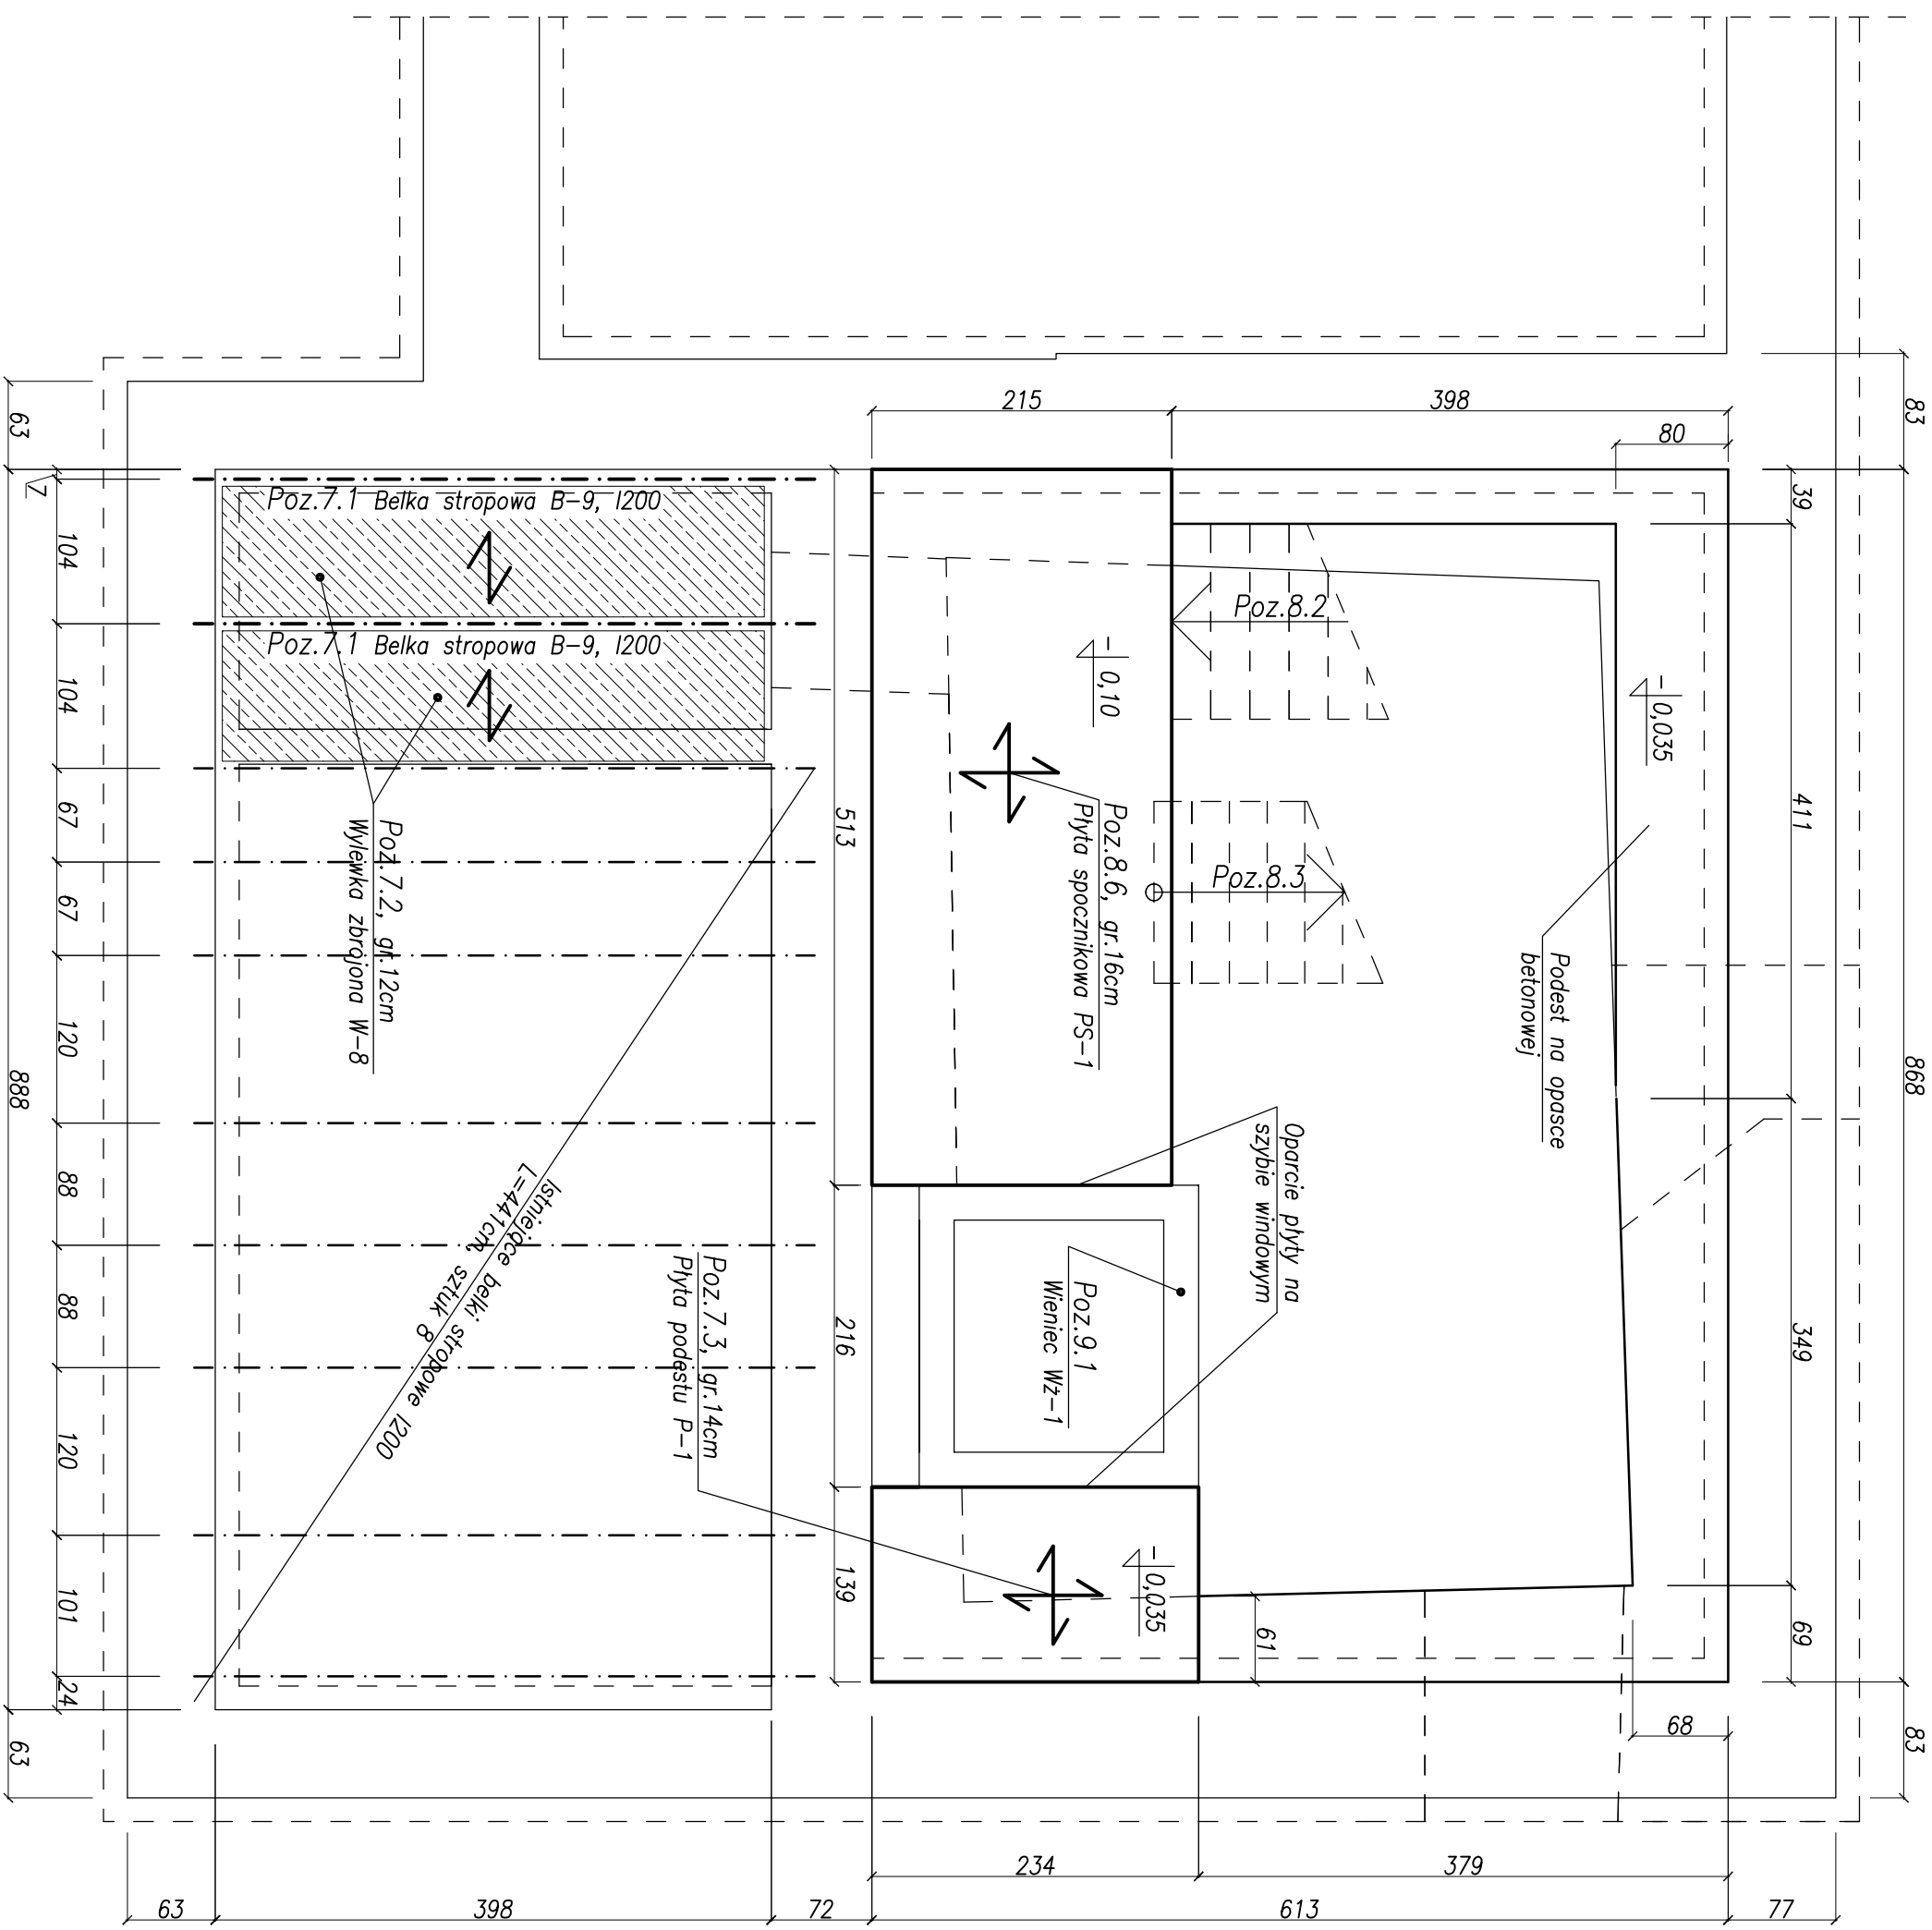 215
398
80
83
63
39
7
Poz.7.1 Belka stropowa B-9, I200
104
Poz.8.2
Poz.7.1 Belka stropowa B-9, I200
-0,10
-0,035
104
411
67
513
Poz.8.6, gr.16cm
Płyta spocznikowa PS-1
Poz.8.3
Poz.7.2, gr.12cm
Wylewka zbrojona W-8
67
Podest na opasce
betonowej
120
888
868
88
Oparcie płyty na
szybie windowym
Istniejące belki stropowe I200
L=441cm, sztuk 8
88
Poz.7.3, gr.14cm
Płyta podestu P-1
216
Poz.9.1
Wieniec Wż-1
349
120
101
139
-0,035
61
69
24
63
68
83
234
379
63
398
72
613
77